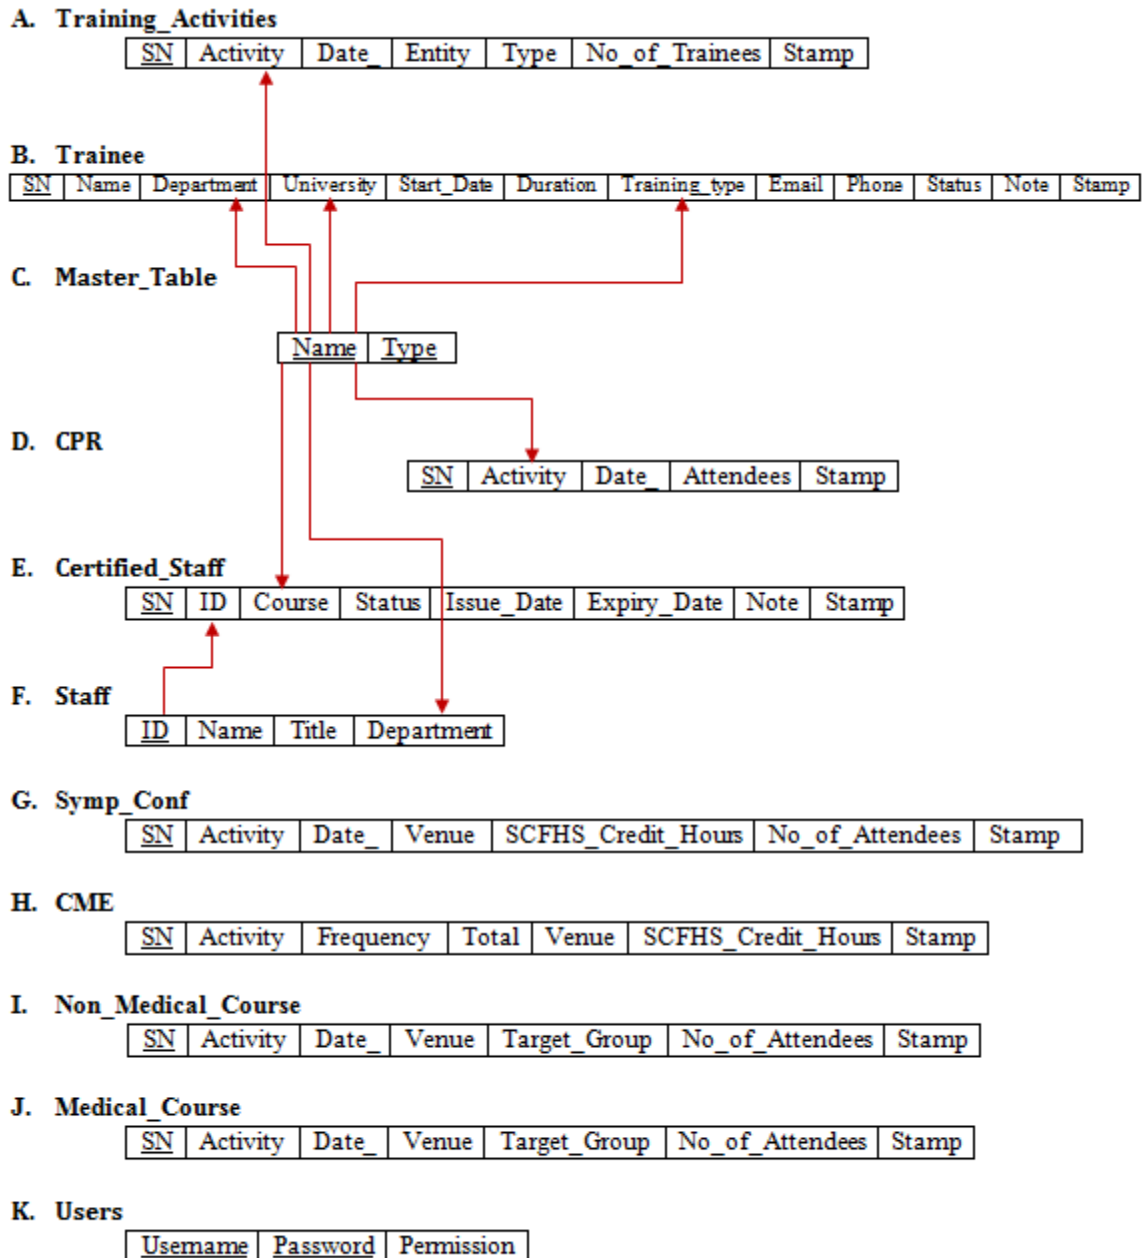 A. Training_Activities
SN Activity Date_ Entity Type No_of_Trainees Stamp
B. Trainee
SN Name Department University Start_Date Duration Training_type Email Phone Status Note Stamp
C. Master_Table
Name Type
D. CPR
SN Activity Date_ Attendees Stamp
E. Certified_Staff
SN ID Course Status Issue_Date Expiry_Date Note Stamp
F. Staff
ID Name Title Department
G. Symp_Conf
SN Activity Date_ Venue SCFHS_Credit_Hours No_of_Attendees Stamp
H. CME
SN Activity Frequency Total Venue SCFHS_Credit_Hours Stamp
I. Non_Medical_Course
SN Activity Date_ Venue Target_Group No_of_Attendees Stamp
J. Medical_Course
SN Activity Date_ Venue Target_Group No_of_Attendees Stamp
K. Users
Username Password Permission